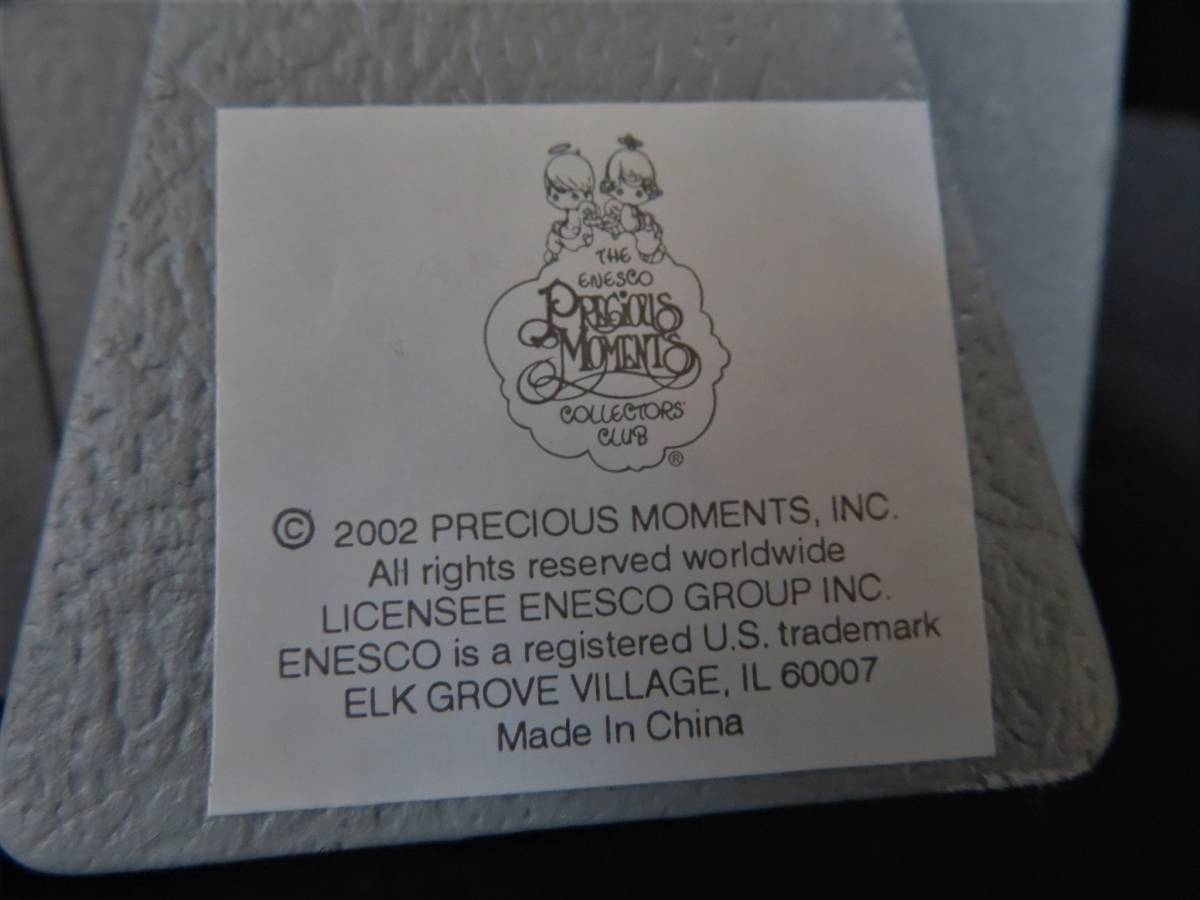 THE
ENESCO
PRECIOUS
MOMENTS
COLLECTORS'
CLUB
®
© 2002 PRECIOUS MOMENTS, INC.
All rights reserved worldwide
LICENSEE ENESCO GROUP INC.
ENESCO is a registered U.S. trademark
ELK GROVE VILLAGE, IL 60007
Made In China